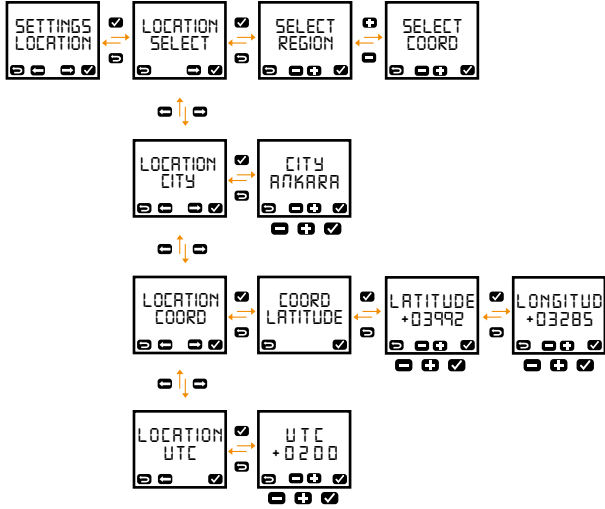 SETTINGS
LOCATION
LOCATION
SELECT
SELECT
REGION
SELECT
COORD
LOCATION
CITY
CITY
ANKARA
LOCATION
COORD
COORD
LATITUDE
LATITUDE
+03992
LONGITUD
+03285
LOCATION
UTC
UTC
+0200